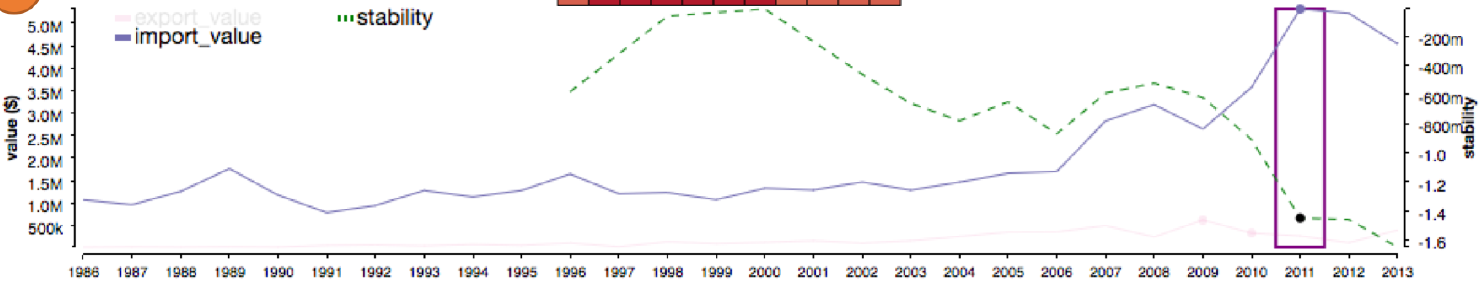 export_value
import_value
stability
value ($)
5.0M
4.5M
4.0M
3.5M
3.0M
2.5M
2.0M
1.5M
1.0M
500k
-200m
-400m
-600m
-800m
-1.0
-1.2
-1.4
-1.6
stability
1986 1987 1988 1989 1990 1991 1992 1993 1994 1995 1996 1997 1998 1999 2000 2001 2002 2003 2004 2005 2006 2007 2008 2009 2010 2011 2012 2013